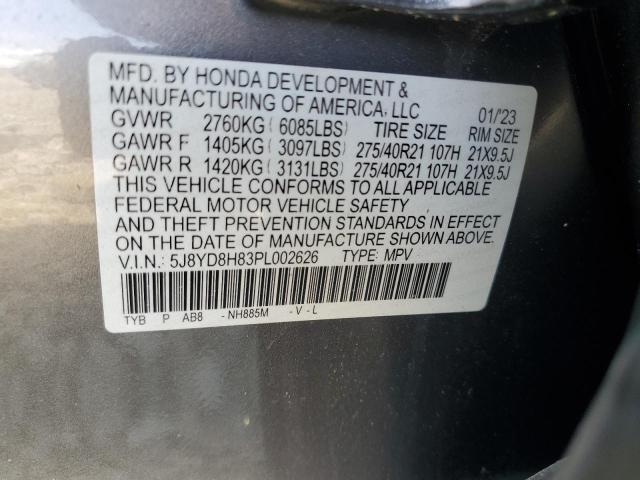 MFD. BY HONDA DEVELOPMENT &
MANUFACTURING OF AMERICA, LLC 01/'23
GVWR 2760KG (6085LBS) TIRE SIZE RIM SIZE
GAWR F 1405KG (3097LBS) 275/40R21 107H 21X9.5J
GAWR R 1420KG (3131LBS) 275/40R21 107H 21X9.5J
THIS VEHICLE CONFORMS TO ALL APPLICABLE
FEDERAL MOTOR VEHICLE SAFETY
AND THEFT PREVENTION STANDARDS IN EFFECT
ON THE DATE OF MANUFACTURE SHOWN ABOVE.
V.I.N.: 5J8YD8H83PL002626 TYPE: MPV
TYB P AB8 -NH885M -V-L